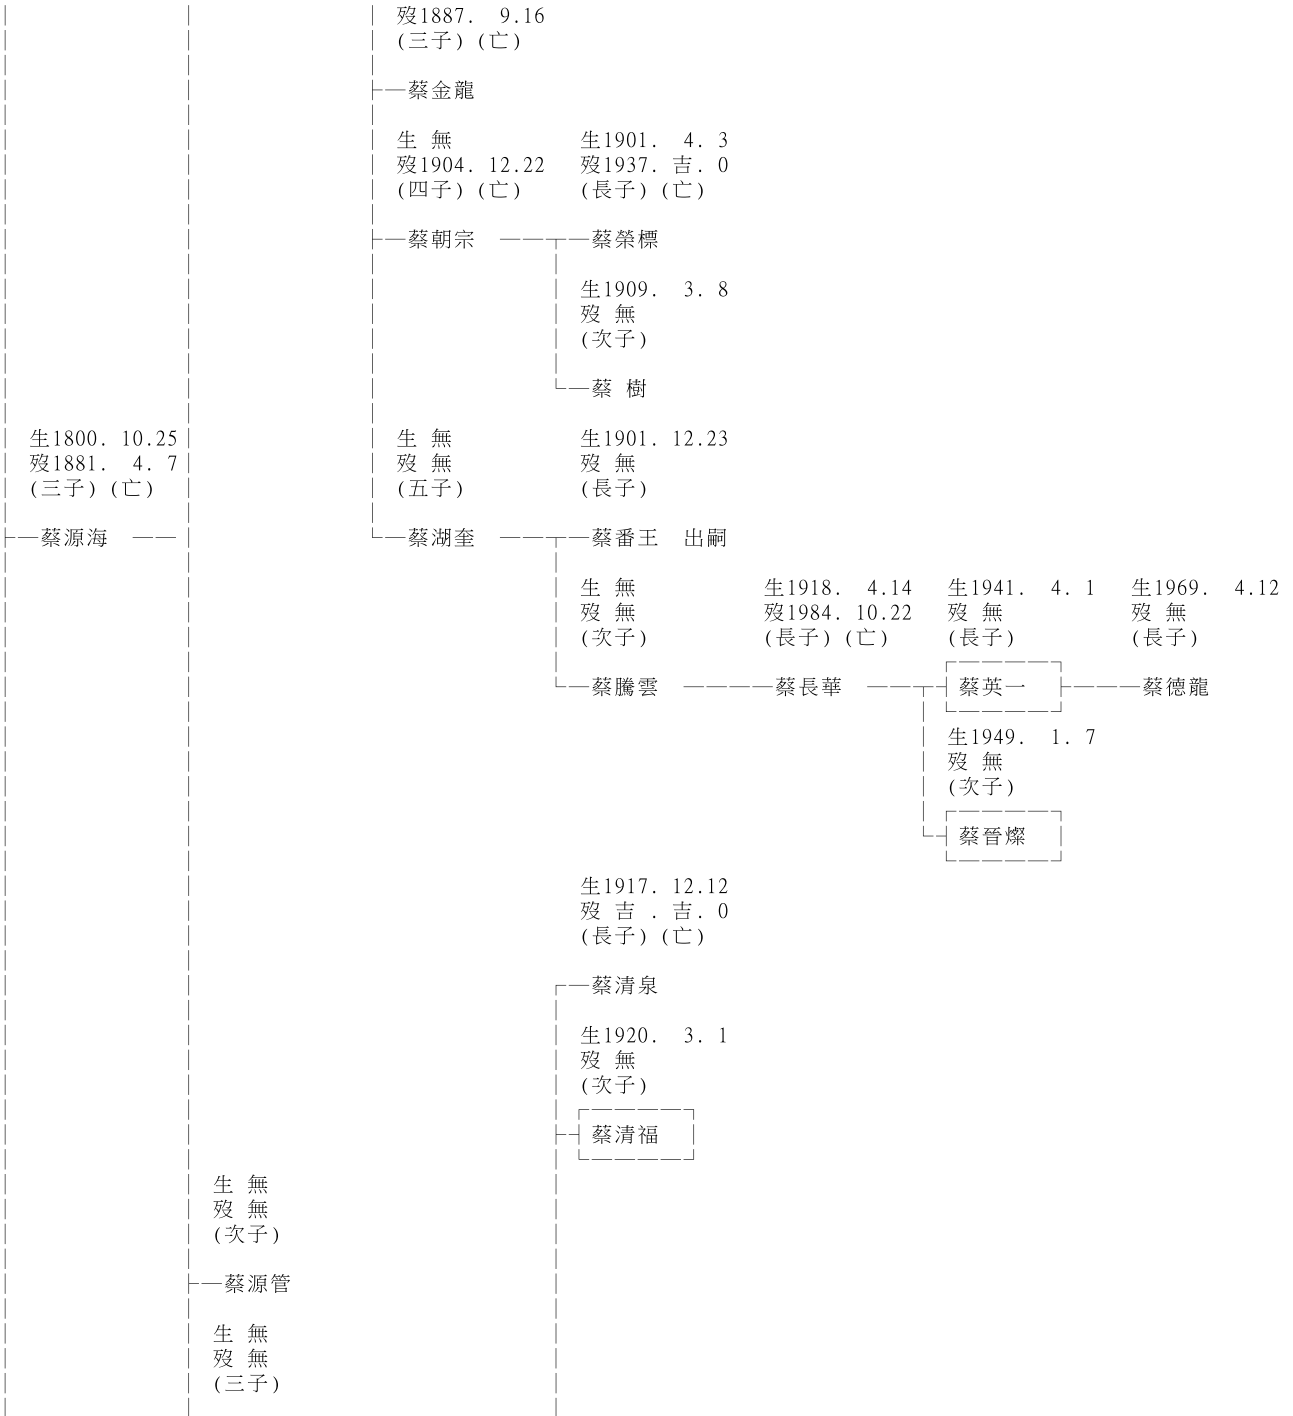 歿1887. 9.16
(三子)(亡)
蔡金龍
生 無 生1901. 4. 3
歿1904. 12.22 歿1937. 吉. 0
(四子)(亡) (長子)(亡)
蔡朝宗 蔡榮標
生1909. 3. 8
歿 無
(次子)
蔡 樹
生1800. 10.25 生 無 生1901. 12.23
歿1881. 4. 7 歿 無 歿 無
(三子)(亡) (五子) (長子)
蔡源海 蔡湖奎 蔡番王 出嗣
生 無 生1918. 4.14 生1941. 4. 1 生1969. 4.12
歿 無 歿1984. 10.22 歿 無 歿 無
(次子) (長子)(亡) (長子) (長子)
蔡騰雲 蔡長華 蔡英一 蔡德龍
生1949. 1. 7
歿 無
(次子)
蔡晉燦
生1917. 12.12
歿 吉 . 吉. 0
(長子)(亡)
蔡清泉
生1920. 3. 1
歿 無
(次子)
蔡清福
生 無
歿 無
(次子)
蔡源管
生 無
歿 無
(三子)